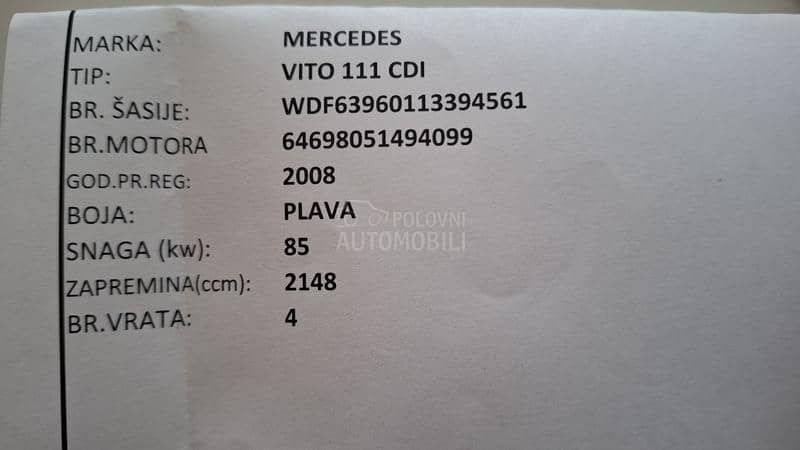 MARKA: MERCEDES
TIP: VITO 111 CDI
BR. ŠASIJE: WDF63960113394561
BR.MOTORA 64698051494099
GOD.PR.REG: 2008
BOJA: PLAVA
SNAGA (kw): 85
ZAPREMINA(ccm): 2148
BR.VRATA: 4
POLOVNI
AUTOMOBILI